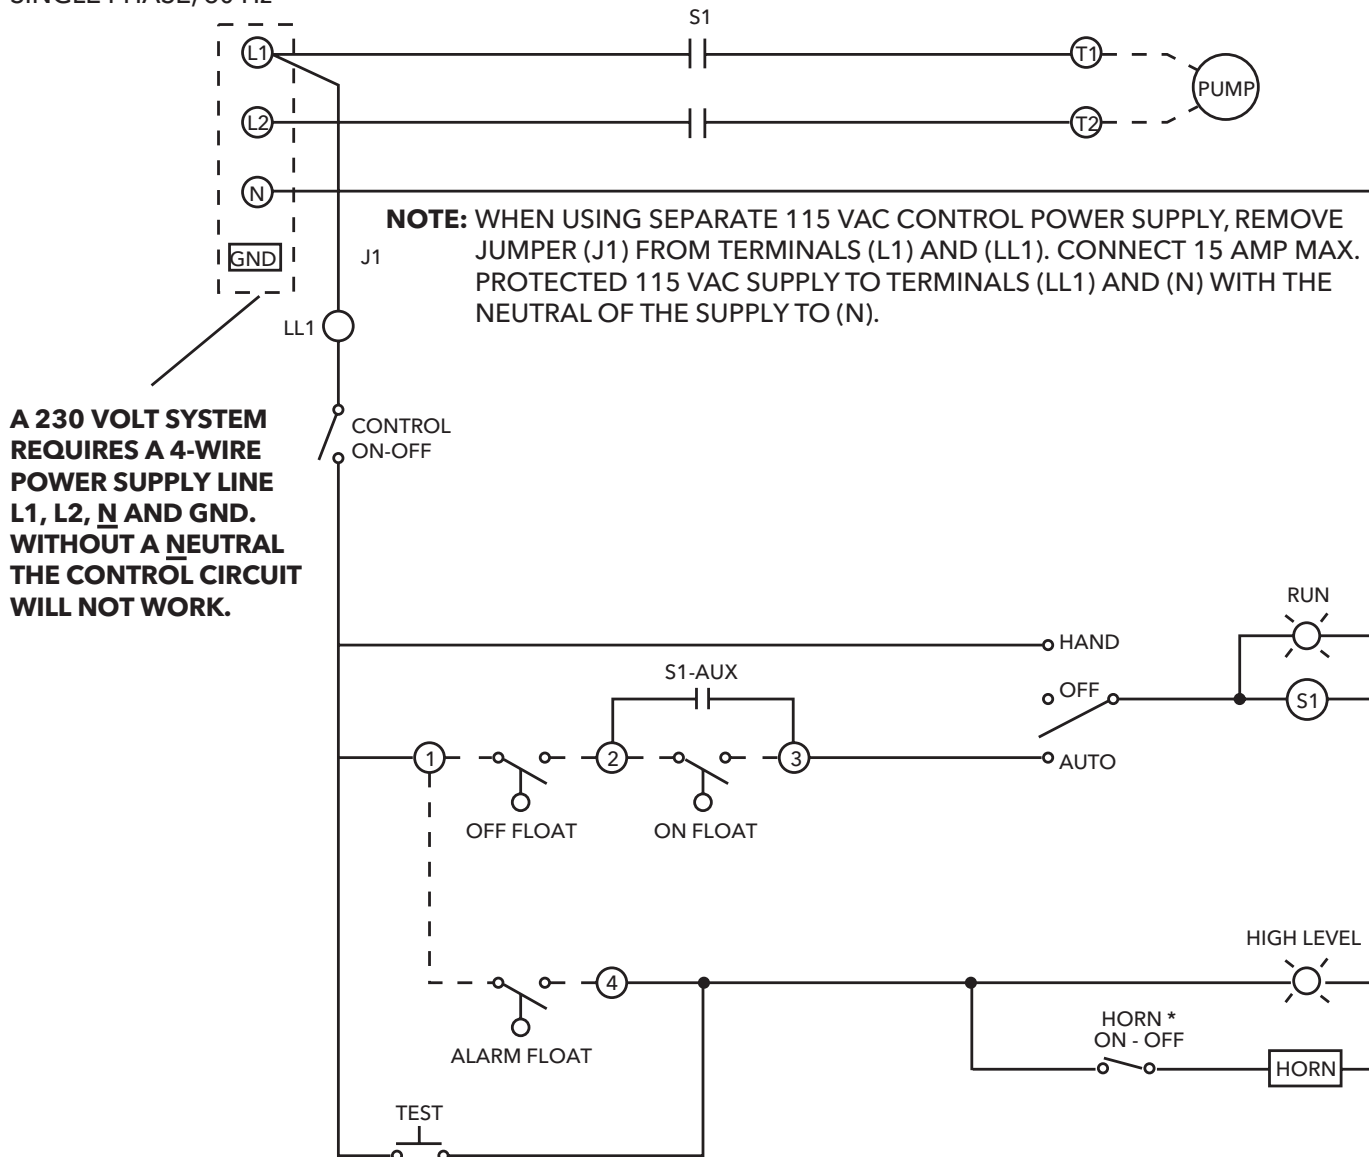 SINGLE PHASE, 60 Hz
S1
L1
T1
PUMP
L2
T2
N
NOTE: WHEN USING SEPARATE 115 VAC CONTROL POWER SUPPLY, REMOVE
JUMPER (J1) FROM TERMINALS (L1) AND (LL1). CONNECT 15 AMP MAX.
PROTECTED 115 VAC SUPPLY TO TERMINALS (LL1) AND (N) WITH THE
NEUTRAL OF THE SUPPLY TO (N).
GND
J1
LL1
A 230 VOLT SYSTEM
REQUIRES A 4-WIRE
POWER SUPPLY LINE
L1, L2, N AND GND.
WITHOUT A NEUTRAL
THE CONTROL CIRCUIT
WILL NOT WORK.
CONTROL
ON-OFF
RUN
HAND
S1-AUX
OFF
S1
1
2
3
AUTO
OFF FLOAT
ON FLOAT
HIGH LEVEL
4
HORN *
ON - OFF
ALARM FLOAT
HORN
TEST